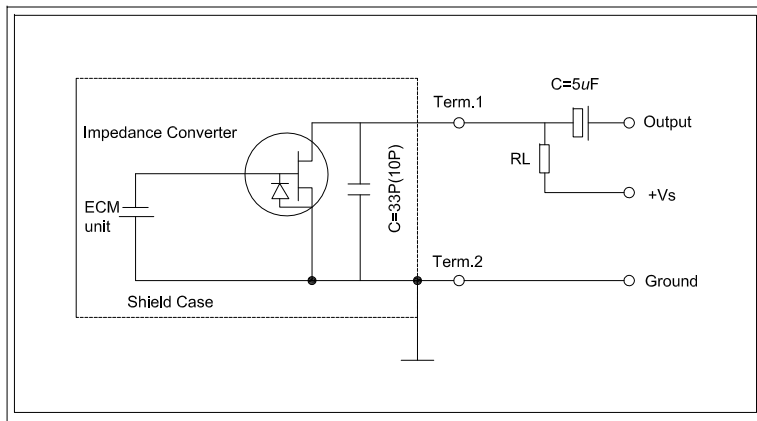 C=5uF
Term.1
Output
Impedance Converter
RL
C=33P(10P)
+Vs
ECM
unit
Term.2
Ground
Shield Case